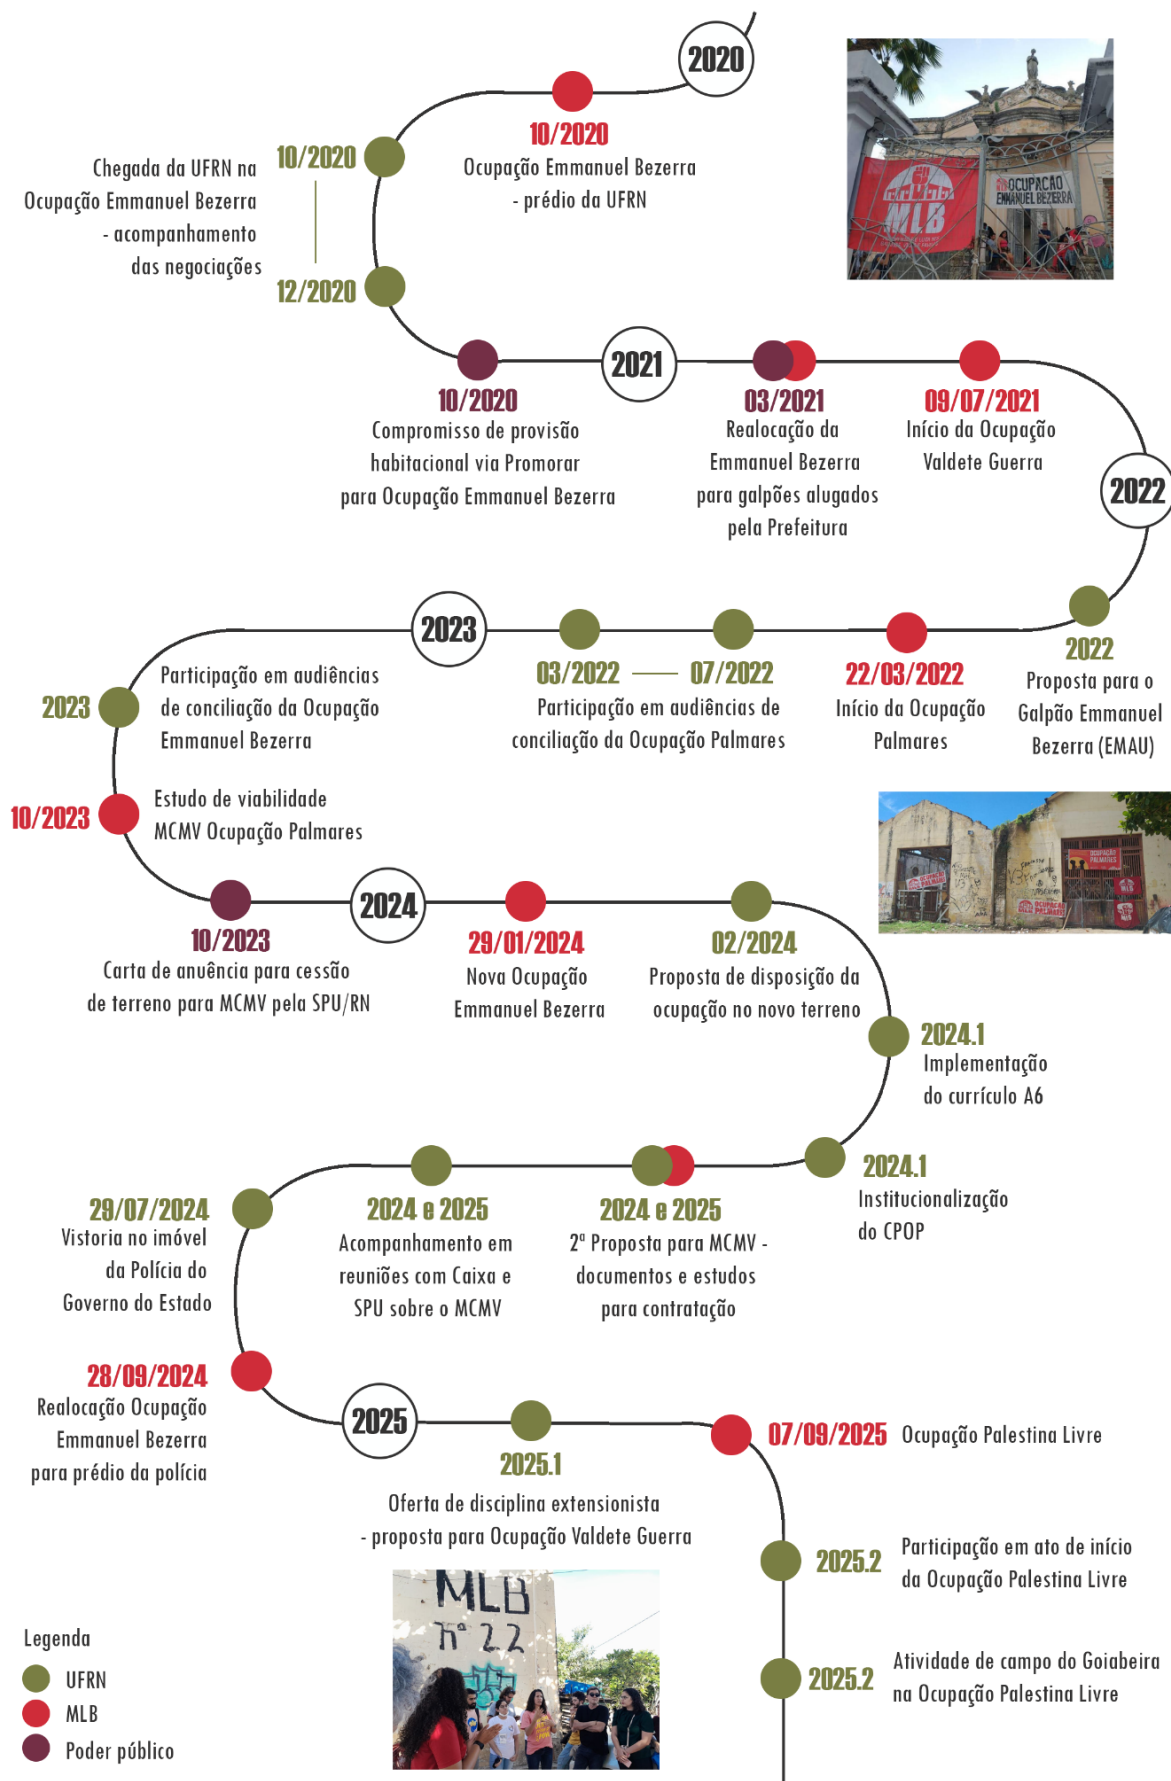 2020
10/2020
Ocupação Emmanuel Bezerra
- prédio da UFRN
MLB
OCUPAÇÃO
EMMANUEL BEZERRA
10/2020
Chegada da UFRN na
Ocupação Emmanuel Bezerra
- acompanhamento
das negociações
12/2020
10/2020
Compromisso de provisão
habitacional via Promorar
para Ocupação Emmanuel Bezerra
2021
03/2021
Realocação da
Emmanuel Bezerra
para galpões alugados
pela Prefeitura
09/07/2021
Início da Ocupação
Valdete Guerra
2022
2022
Proposta para o
Galpão Emmanuel
Bezerra (EMAU)
22/03/2022
Início da Ocupação
Palmares
03/2022
07/2022
Participação em audiências de
conciliação da Ocupação Palmares
2023
2023
Participação em audiências
de conciliação da Ocupação
Emmanuel Bezerra
10/2023
Estudo de viabilidade
MCMV Ocupação Palmares
OCUPAÇÃO
PALMARES
MLB
OCUPAÇÃO
PALMARES
10/2023
Carta de anuência para cessão
de terreno para MCMV pela SPU/RN
2024
29/01/2024
Nova Ocupação
Emmanuel Bezerra
02/2024
Proposta de disposição da
ocupação no novo terreno
2024.1
Implementação
do currículo A6
2024.1
Institucionalização
do CPOP
2024 e 2025
2ª Proposta para MCMV -
documentos e estudos
para contratação
2024 e 2025
Acompanhamento em
reuniões com Caixa e
SPU sobre o MCMV
29/07/2024
Vistoria no imóvel
da Polícia do
Governo do Estado
28/09/2024
Realocação Ocupação
Emmanuel Bezerra
para prédio da polícia
2025
2025.1
Oferta de disciplina extensionista
- proposta para Ocupação Valdete Guerra
07/09/2025 Ocupação Palestina Livre
2025.2
Participação em ato de início
da Ocupação Palestina Livre
2025.2
Atividade de campo do Goiabeira
na Ocupação Palestina Livre
MLB
nº 22
Legenda
UFRN
MLB
Poder público